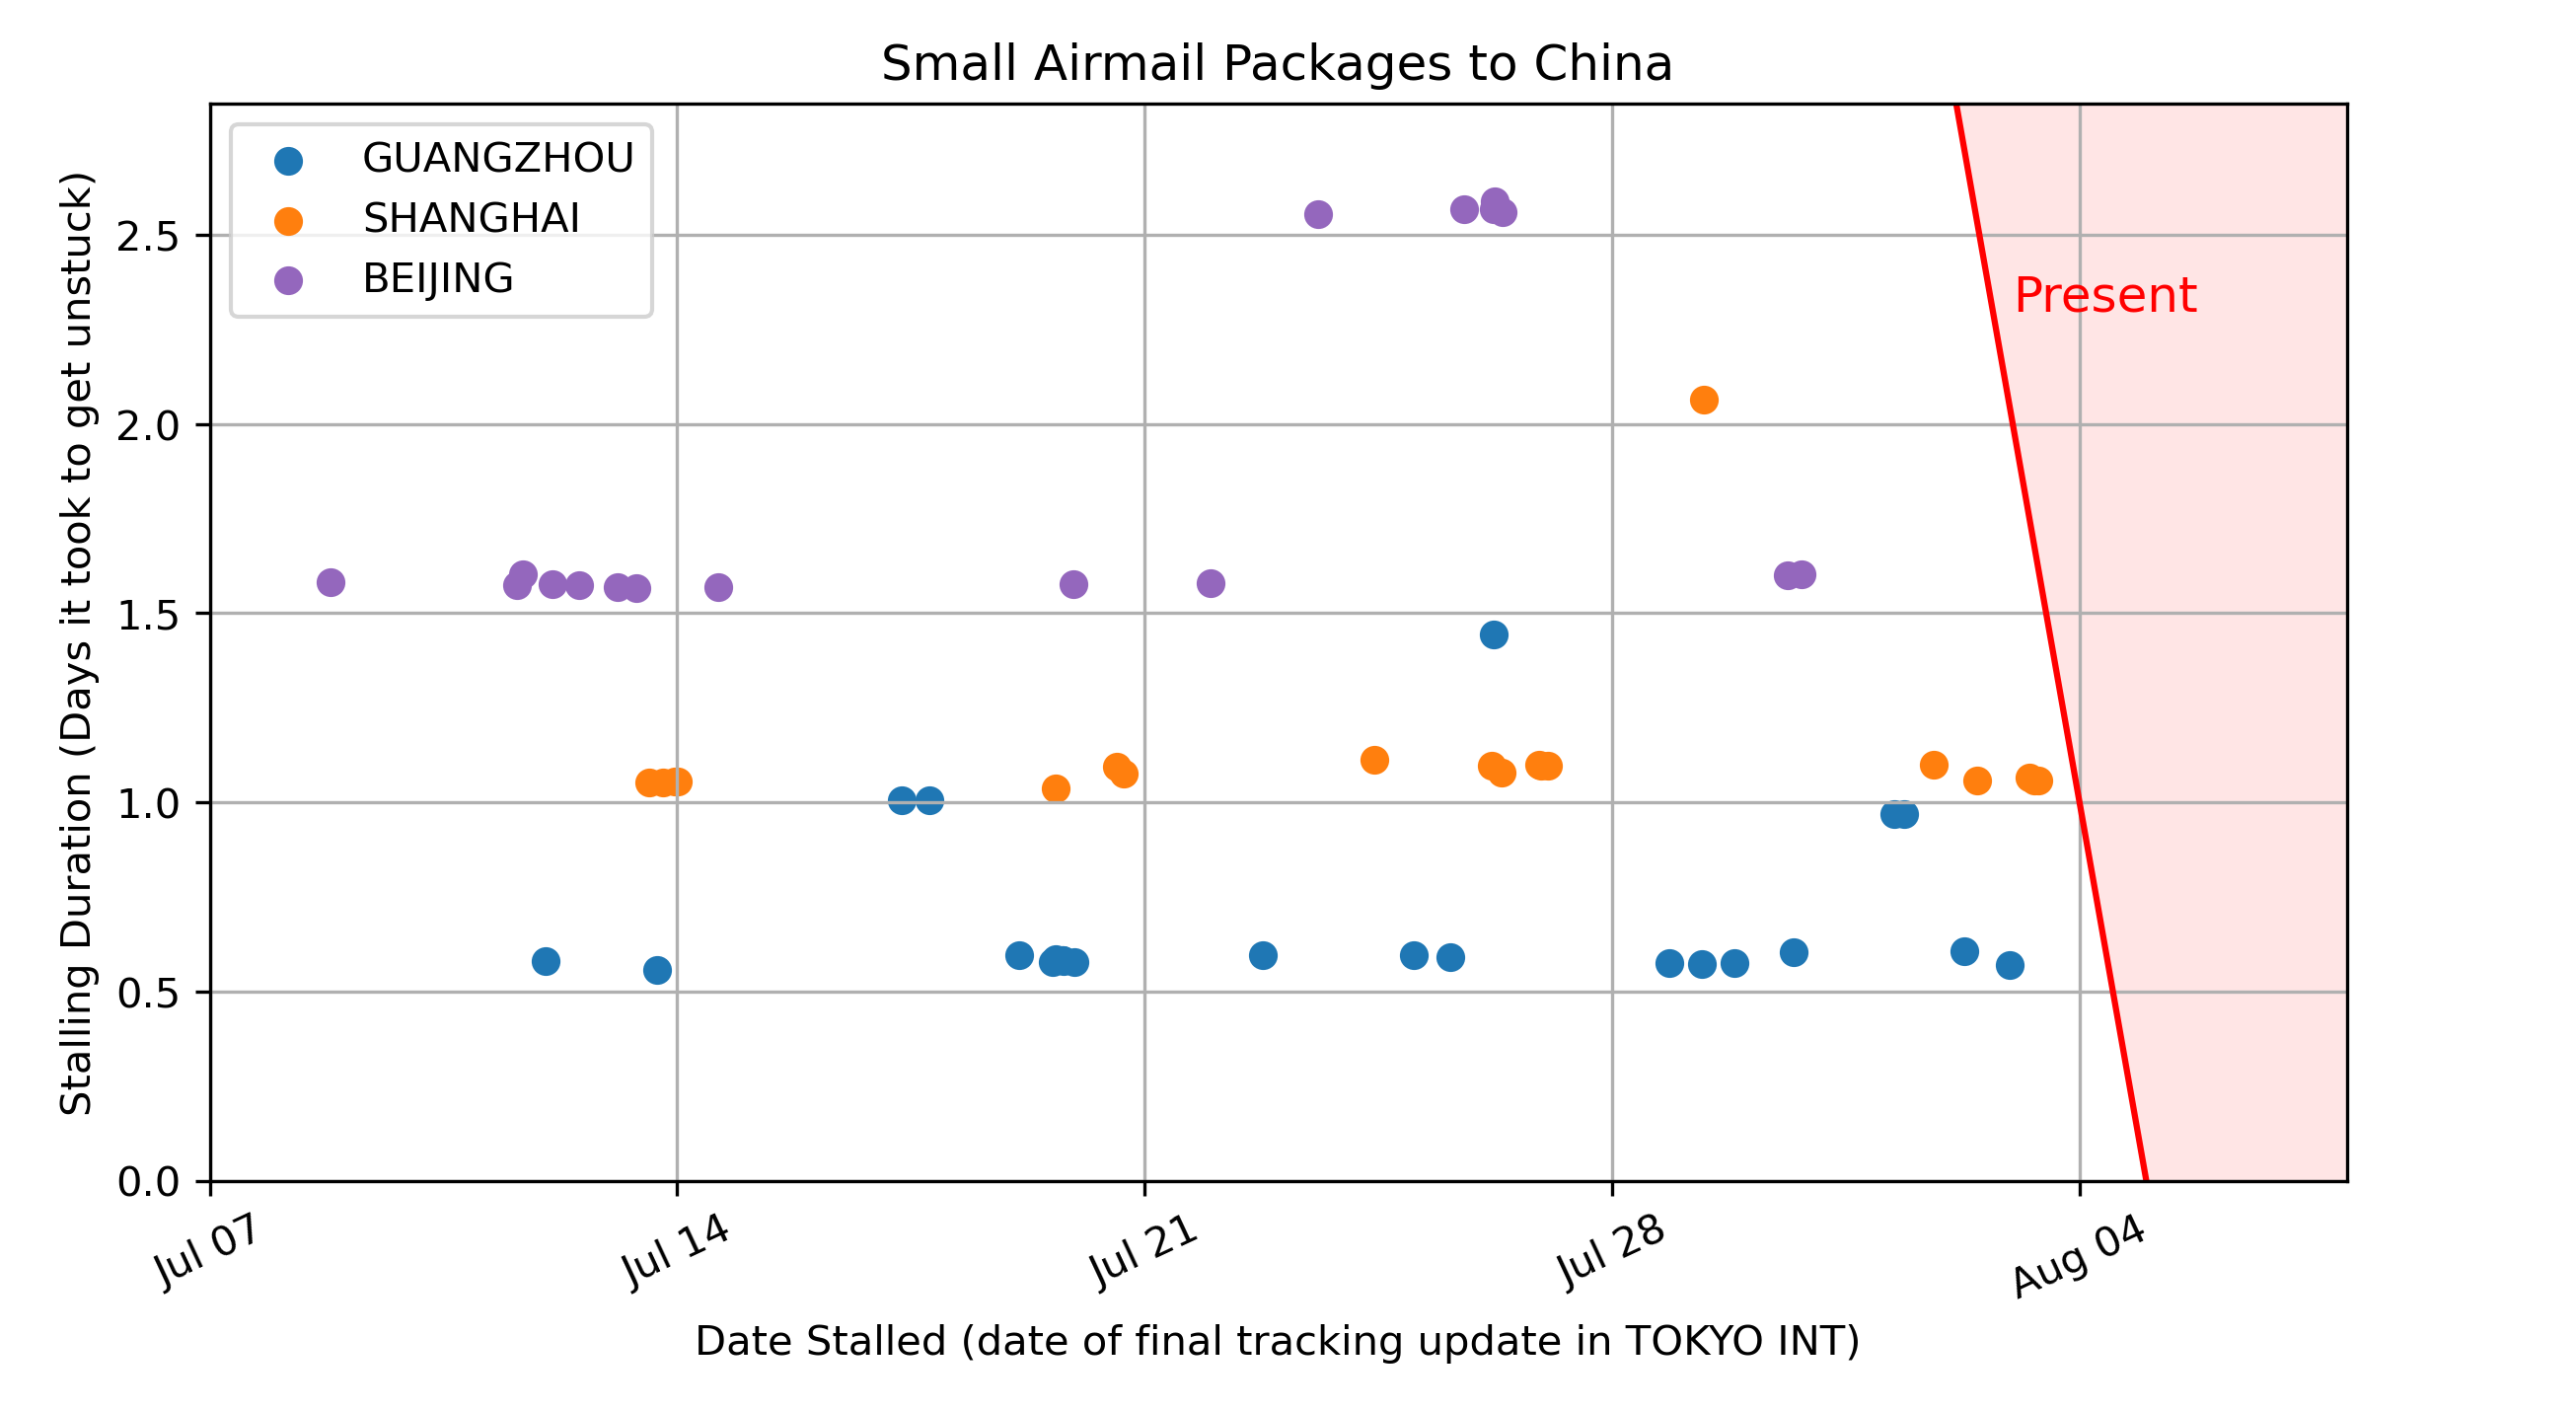 Small Airmail Packages to China
GUANGZHOU
SHANGHAI
BEIJING
Present
Stalling Duration (Days it took to get unstuck)
2.5
2.0
1.5
1.0
0.5
0.0
Jul 07
Jul 14
Jul 21
Jul 28
Aug 04
Date Stalled (date of final tracking update in TOKYO INT)